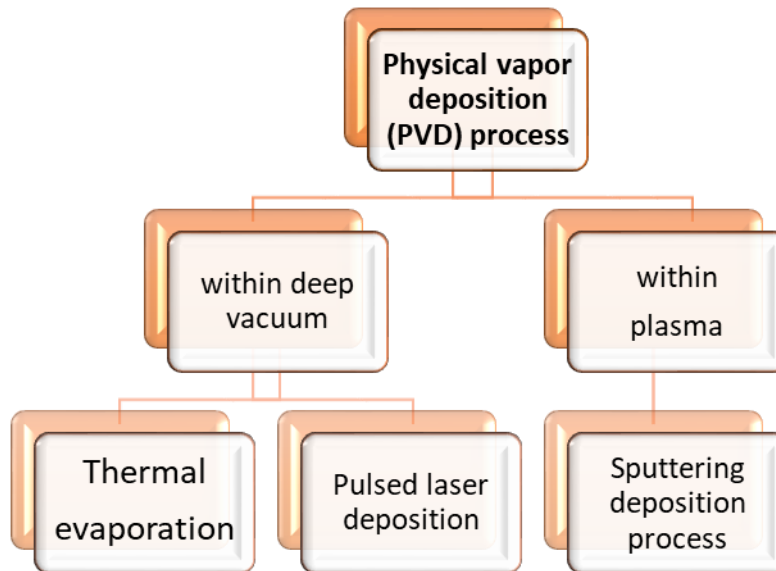 Physical vapor
deposition
(PVD) process
within deep
vacuum
within
plasma
Thermal
evaporation
Pulsed laser
deposition
Sputtering
deposition
process